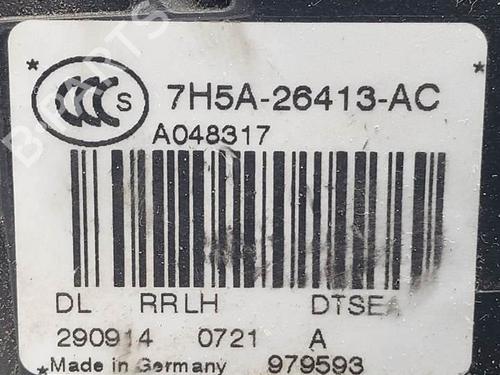 S 7H5A-26413-AC
A048317
DL RRLH DTSEA
290914 0721 A
Made in Germany 979593